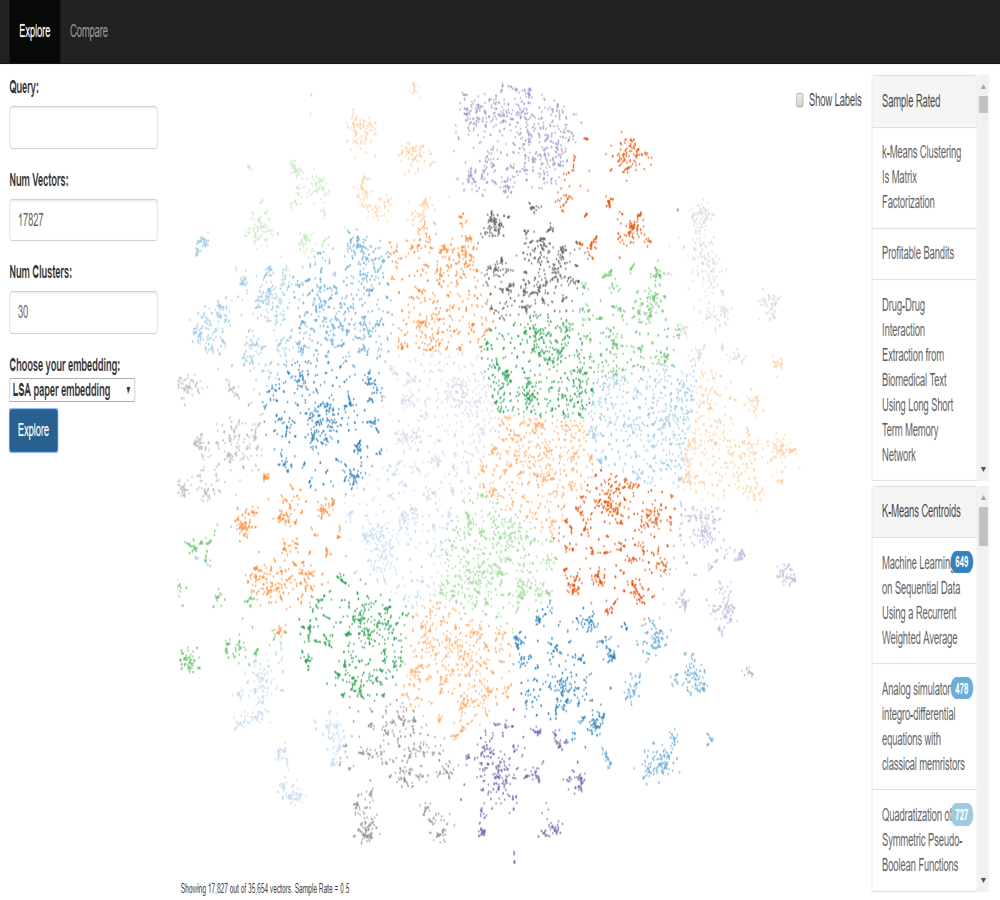 Explore Compare
Query:
Num Vectors:
17827
Num Clusters:
30
Choose your embedding:
LSA paper embedding
Explore
Show Labels
Sample Rated
k-Means Clustering
Is Matrix
Factorization
Profitable Bandits
Drug-Drug
Interaction
Extraction from
Biomedical Text
Using Long Short
Term Memory
Network
K-Means Centroids
Machine Learning 649
on Sequential Data
Using a Recurrent
Weighted Average
Analog simulator 478
integro-differential
equations with
classical memristors
Quadratization of 727
Symmetric Pseudo-
Boolean Functions
Showing 17,827 out of 35,654 vectors. Sample Rate = 0.5